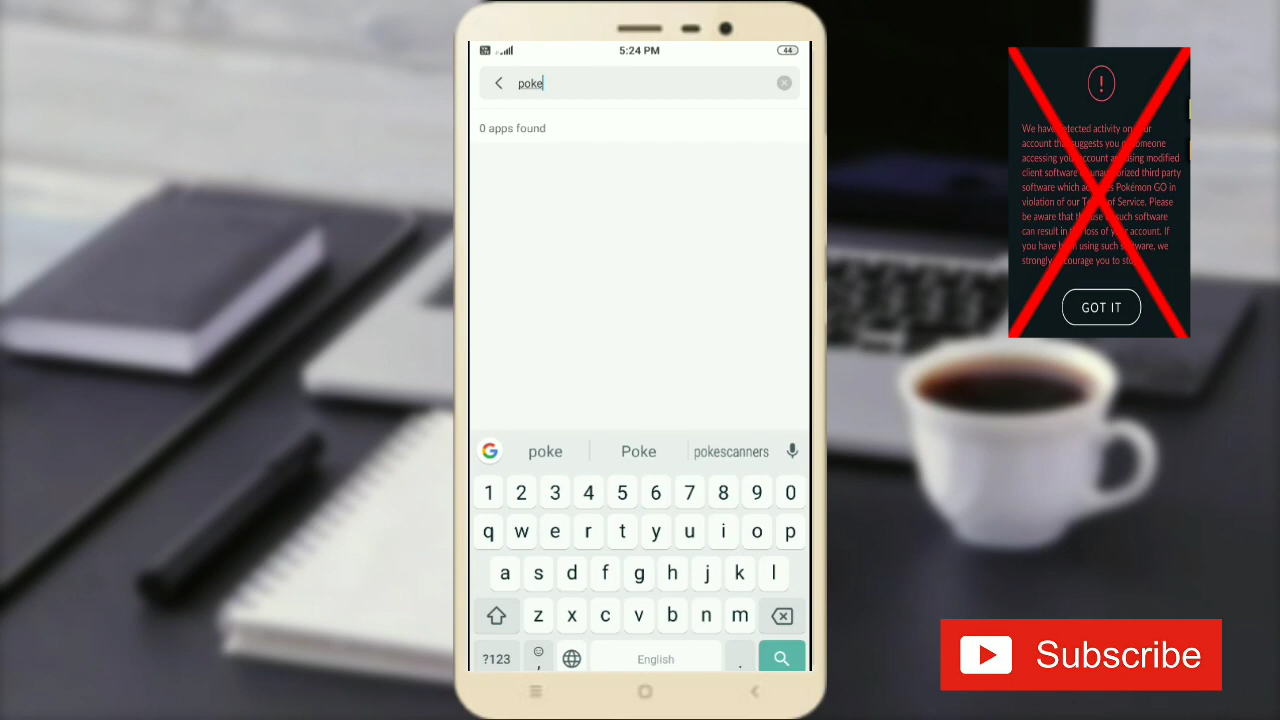 5:24 PM
44
poke
0 apps found
poke Poke pokescanners
1 2 3 4 5 6 7 8 9 0
q w e r t y u i o p
a s d f g h j k l
z x c v b n m
?123 , English .
!
We have detected activity on your
account that suggests you or someone
accessing your account are using modified
client software or unauthorized third party
software which accesses Pokémon GO in
violation of our Terms of Service. Please
be aware that the use of such software
can result in the loss of your account. If
you have been using such software, we
strongly encourage you to stop.
GOT IT
Subscribe